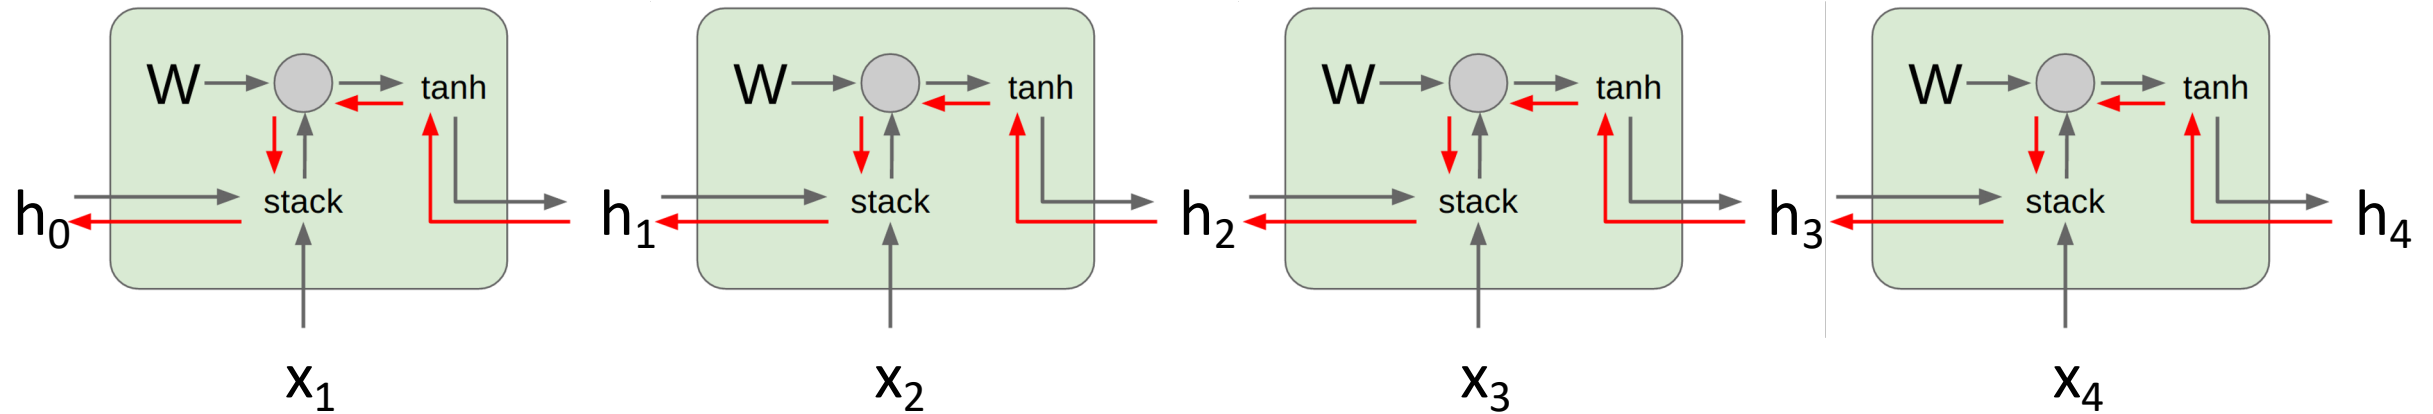 W tanh W tanh W tanh W tanh
h₀ stack h₁ stack h₂ stack h₃ stack h₄
x₁ x₂ x₃ x₄